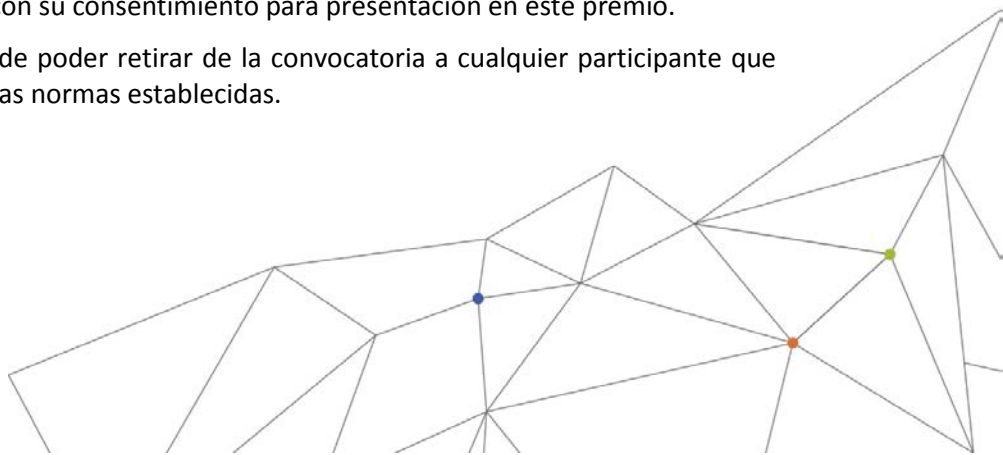 con su consentimiento para presentación en este premio.
de poder retirar de la convocatoria a cualquier participante que
as normas establecidas.